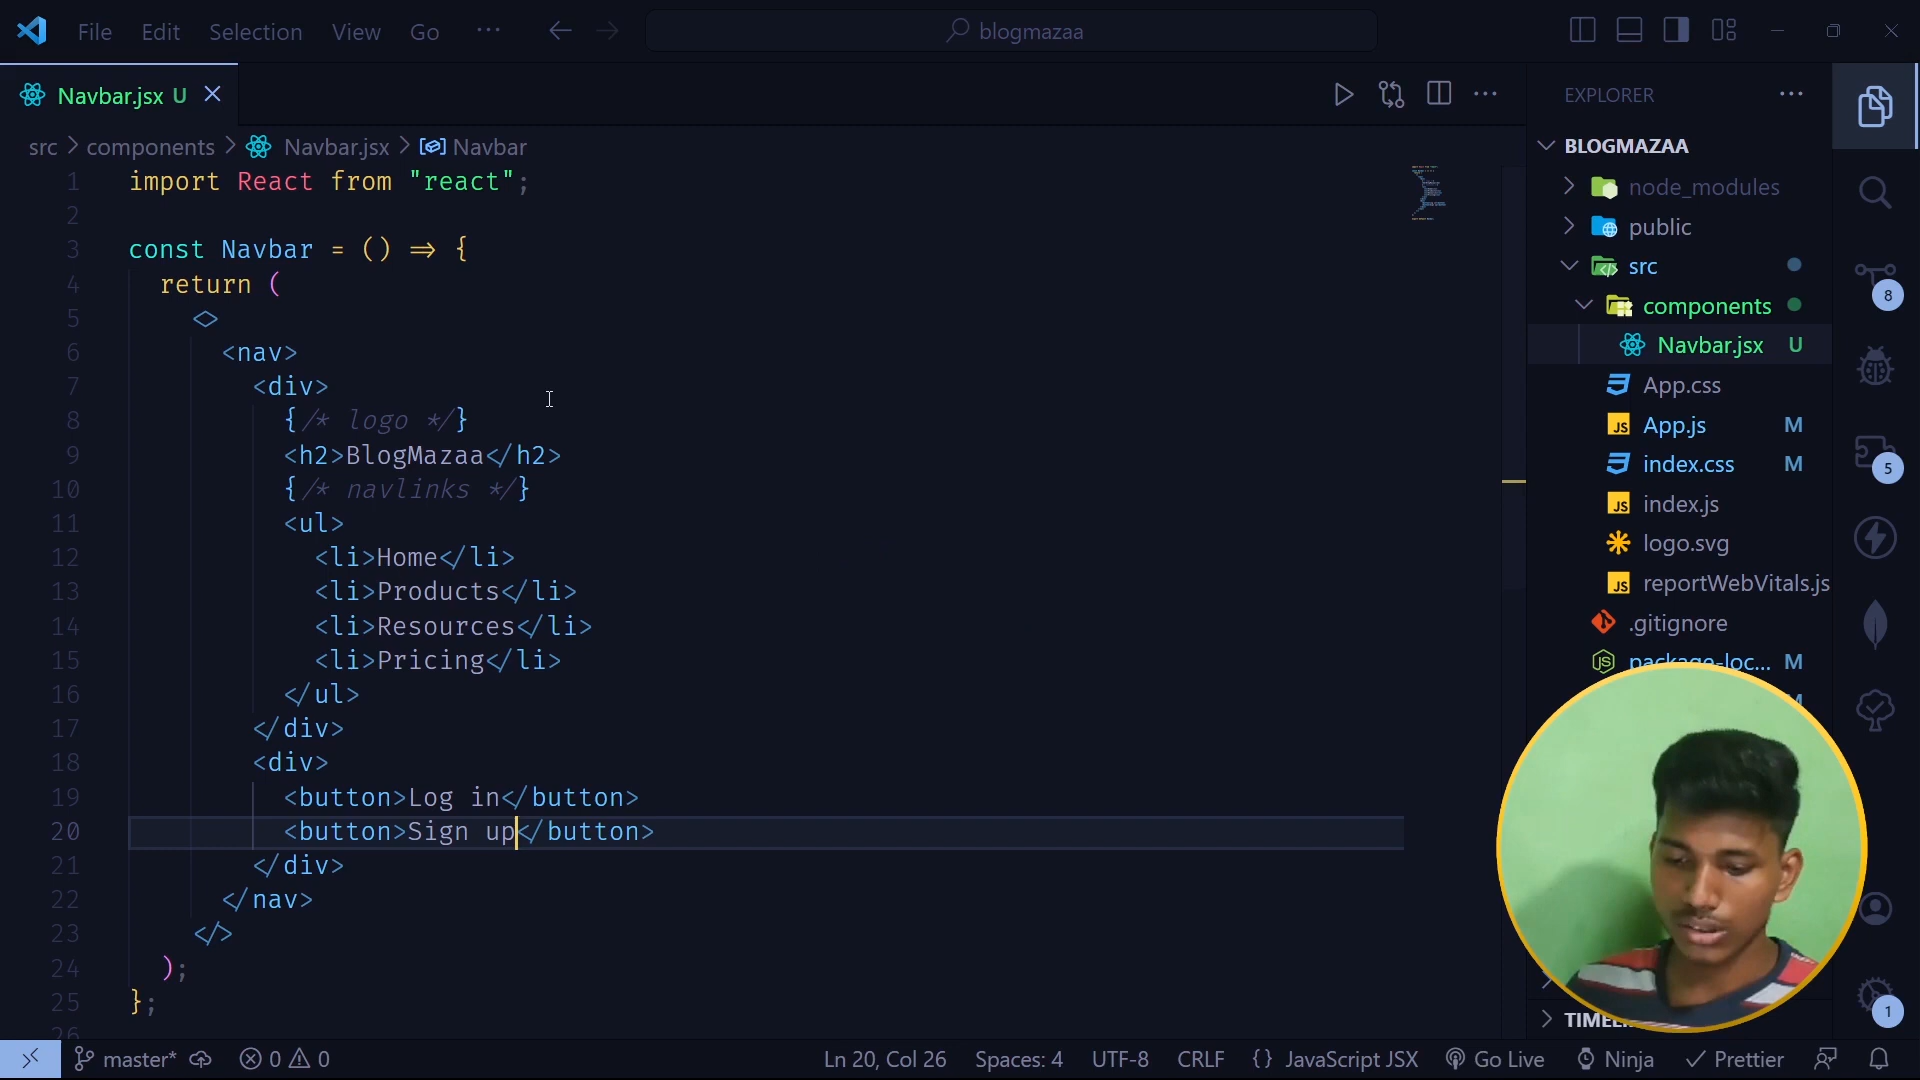 File Edit Selection View Go ··· blogmazaa
Navbar.jsx U
EXPLORER
src > components > Navbar.jsx > Navbar
BLOGMAZAA
node_modules
public
src
components
Navbar.jsx U
App.css
App.js M
index.css M
index.js
logo.svg
reportWebVitals.js
.gitignore
package-loc... M
TIMEL
8
5
1
1 import React from "react";
2
3 const Navbar = () => {
4 return (
5 <>
6 <nav>
7 <div>
8 {/* logo */}
9 <h2>BlogMazaa</h2>
10 {/* navlinks */}
11 <ul>
12 <li>Home</li>
13 <li>Products</li>
14 <li>Resources</li>
15 <li>Pricing</li>
16 </ul>
17 </div>
18 <div>
19 <button>Log in</button>
20 <button>Sign up</button>
21 </div>
22 </nav>
23 </>
24 );
25 };
26
master* 0 0 Ln 20, Col 26 Spaces: 4 UTF-8 CRLF {} JavaScript JSX Go Live Ninja Prettier